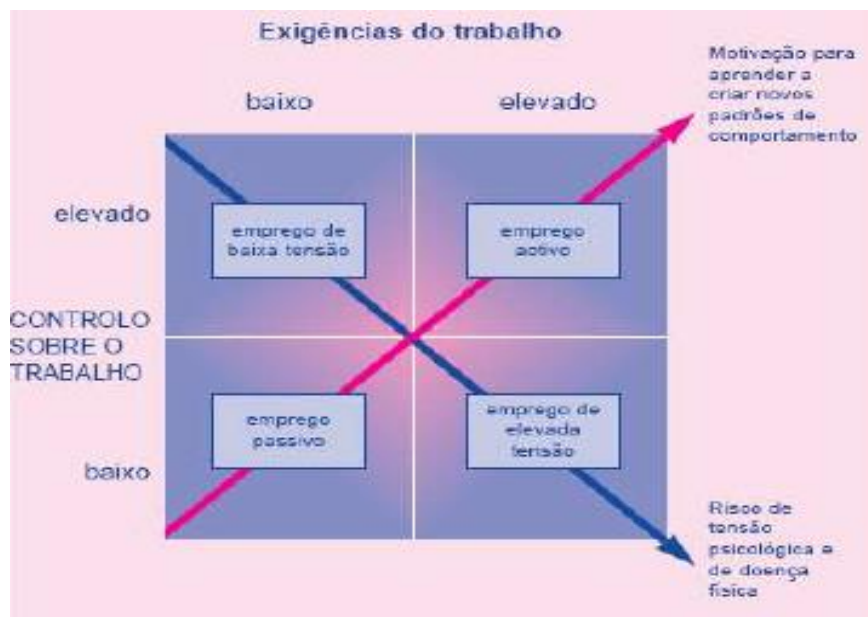 Exigências do trabalho
baixo
elevado
Motivação para
aprender a
criar novos
padrões de
comportamento
elevado
emprego de
baixa tensão
emprego
activo
CONTROLO
SOBRE O
TRABALHO
emprego
passivo
emprego de
elevada
tensão
baixo
Risco de
tensão
psicológica e
de doença
física